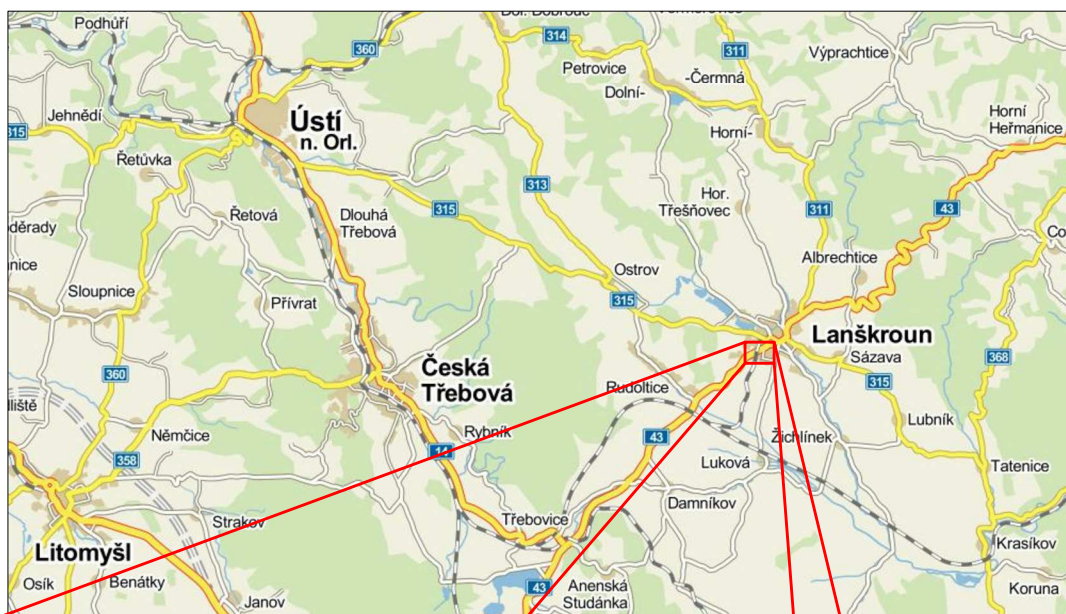 Podhůří
360
314
Petrovice
311
Výprachtice
-Čermná
Dolní-
Jehnědí
315
Ústí
n. Orl.
Horní-
Horní
Heřmanice
Řetůvka
313
Hor.
Třešňovec
Řetová
Dlouhá
Třebová
315
311
43
Albrechtice
Ostrov
Sloupnice
Přívrat
315
Lanškroun
Sázava
368
360
Česká
Třebová
Rudoltice
315
Lubník
Němčice
Rybník
43
Žichlínek
358
14
Luková
Tatenice
Damníkov
Strakov
Třebovice
Litomyšl
Krasíkov
Osík
Benátky
Janov
43
Anenská
Studánka
Koruna